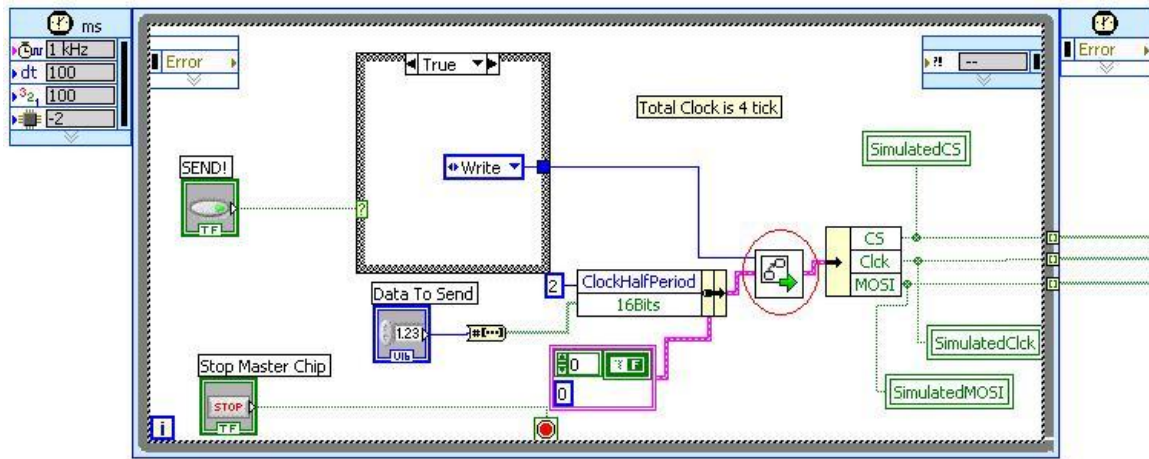 ms
1 kHz
dt 100
100
-2
Error
True
Total Clock is 4 tick
?! --
Error
SEND!
TF
Write
?
SimulatedCS
CS
Clck
MOSI
2
ClockHalfPeriod
16Bits
Data To Send
1.23
U16
#[...]
Stop Master Chip
STOP
TF
0
F
0
SimulatedClck
SimulatedMOSI
i